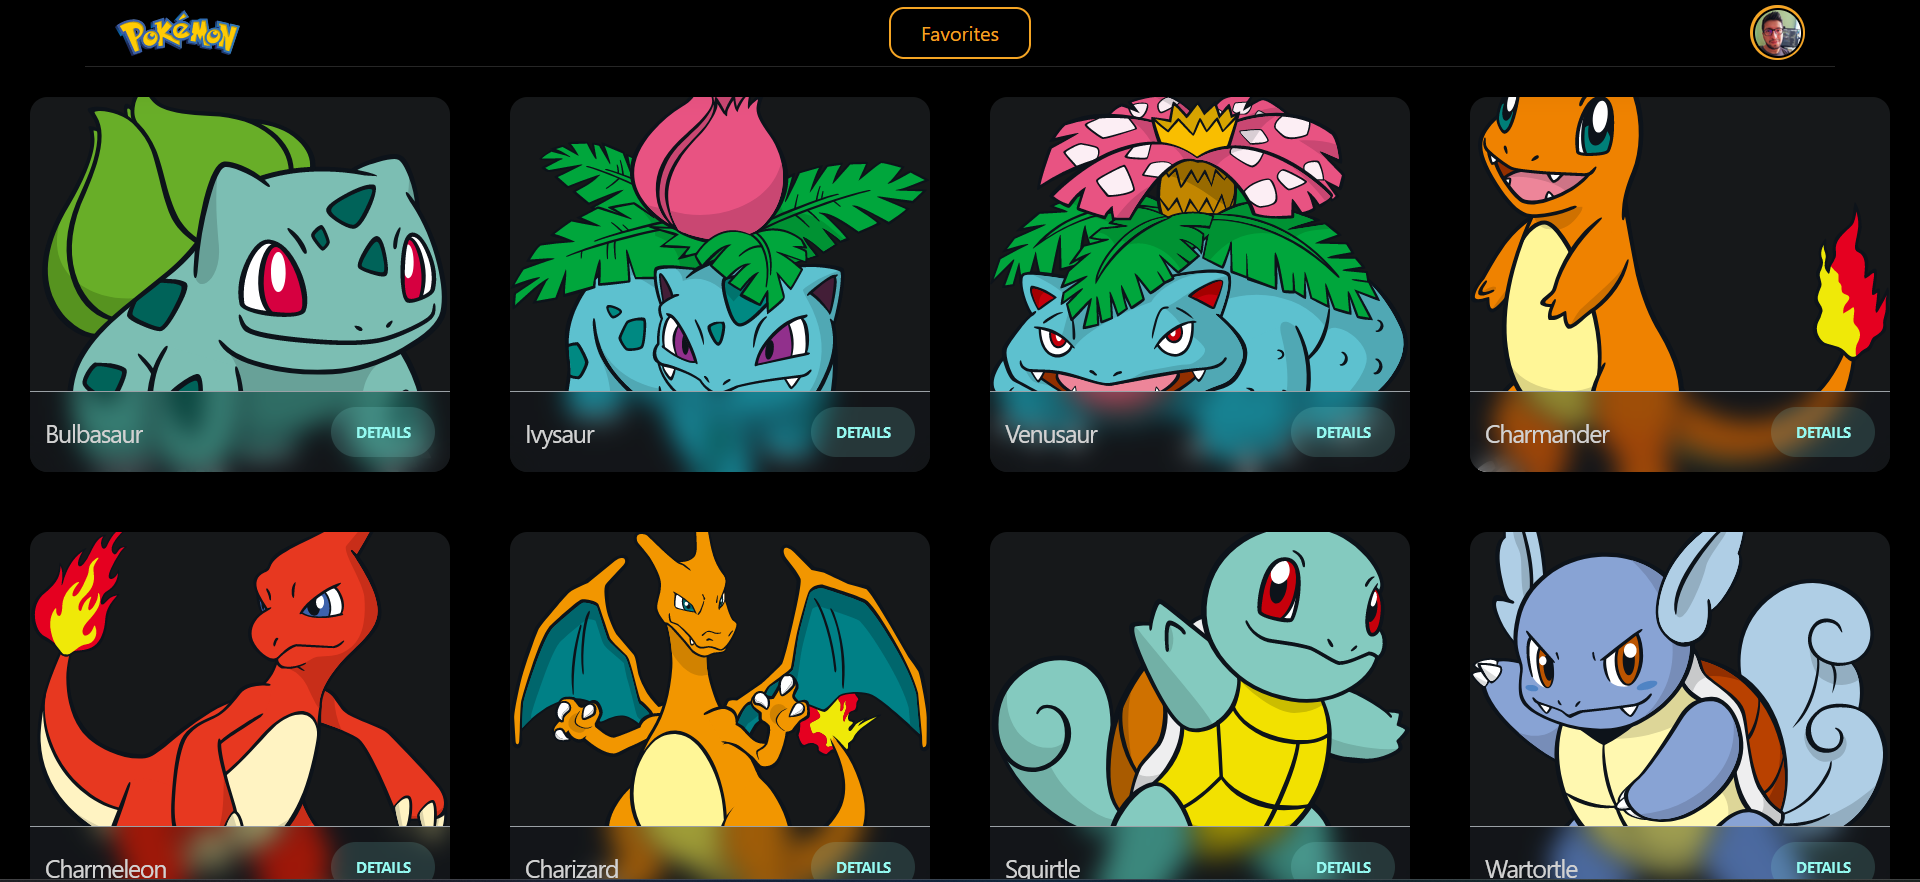 POKéMON
Favorites
Bulbasaur DETAILS
Ivysaur DETAILS
Venusaur DETAILS
Charmander DETAILS
Charmeleon DETAILS
Charizard DETAILS
Squirtle DETAILS
Wartortle DETAILS